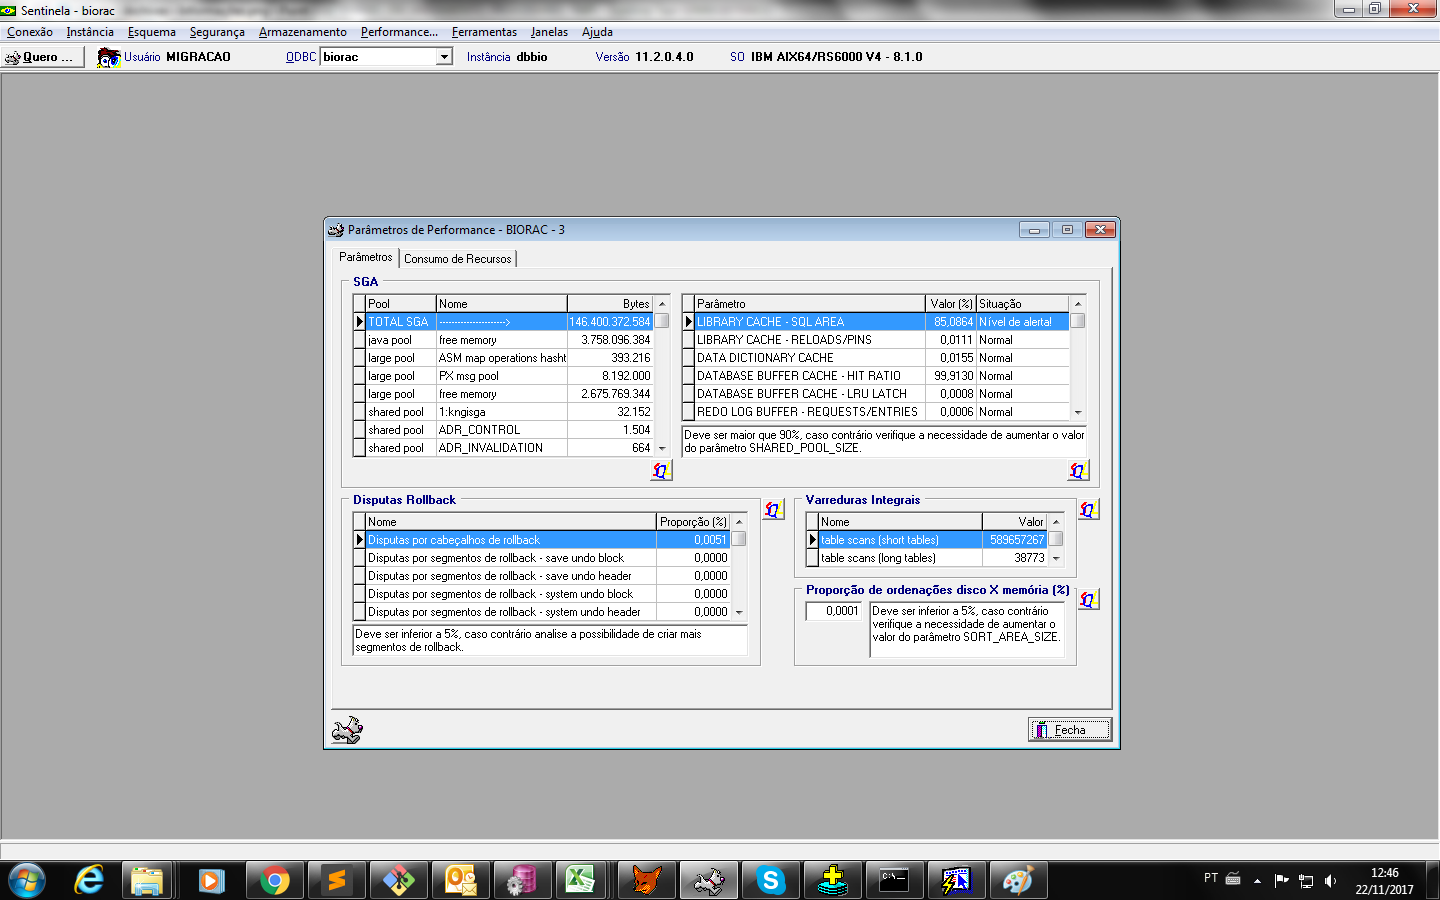 Sentinela - biorac
Conexão Instância Esquema Segurança Armazenamento Performance... Ferramentas Janelas Ajuda
Quero ... Usuário MIGRACAO ODBC biorac Instância dbbio Versão 11.2.0.4.0 SO IBM AIX64/RS6000 V4 - 8.1.0
Parâmetros de Performance - BIORAC - 3
Parâmetros Consumo de Recursos
SGA
Pool Nome Bytes
TOTAL SGA ---------------------> 146.400.372.584
java pool free memory 3.758.096.384
large pool ASM map operations hasht 393.216
large pool PX msg pool 8.192.000
large pool free memory 2.675.769.344
shared pool 1:kngisga 32.152
shared pool ADR_CONTROL 1.504
shared pool ADR_INVALIDATION 664
Parâmetro Valor (%) Situação
LIBRARY CACHE - SQL AREA 85,0864 Nível de alerta!
LIBRARY CACHE - RELOADS/PINS 0,0111 Normal
DATA DICTIONARY CACHE 0,0155 Normal
DATABASE BUFFER CACHE - HIT RATIO 99,9130 Normal
DATABASE BUFFER CACHE - LRU LATCH 0,0008 Normal
REDO LOG BUFFER - REQUESTS/ENTRIES 0,0006 Normal
Deve ser maior que 90%, caso contrário verifique a necessidade de aumentar o valor
do parâmetro SHARED_POOL_SIZE.
Disputas Rollback
Nome Proporção (%)
Disputas por cabeçalhos de rollback 0,0051
Disputas por segmentos de rollback - save undo block 0,0000
Disputas por segmentos de rollback - save undo header 0,0000
Disputas por segmentos de rollback - system undo block 0,0000
Disputas por segmentos de rollback - system undo header 0,0000
Deve ser inferior a 5%, caso contrário analise a possibilidade de criar mais
segmentos de rollback.
Varreduras Integrais
Nome Valor
table scans (short tables) 589657267
table scans (long tables) 38773
Proporção de ordenações disco X memória (%)
0,0001
Deve ser inferior a 5%, caso contrário
verifique a necessidade de aumentar o
valor do parâmetro SORT_AREA_SIZE.
Fecha
PT
12:46
22/11/2017